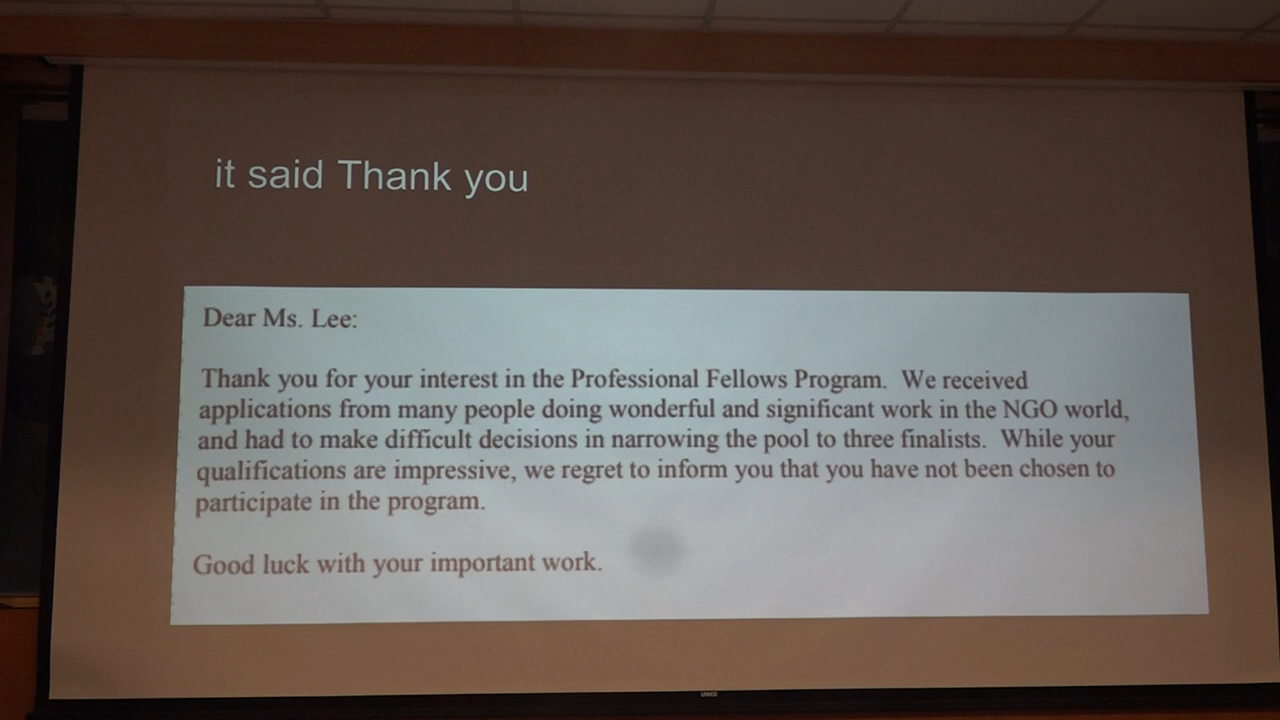 it said Thank you
Dear Ms. Lee:
Thank you for your interest in the Professional Fellows Program. We received
applications from many people doing wonderful and significant work in the NGO world,
and had to make difficult decisions in narrowing the pool to three finalists. While your
qualifications are impressive, we regret to inform you that you have not been chosen to
participate in the program.
Good luck with your important work.